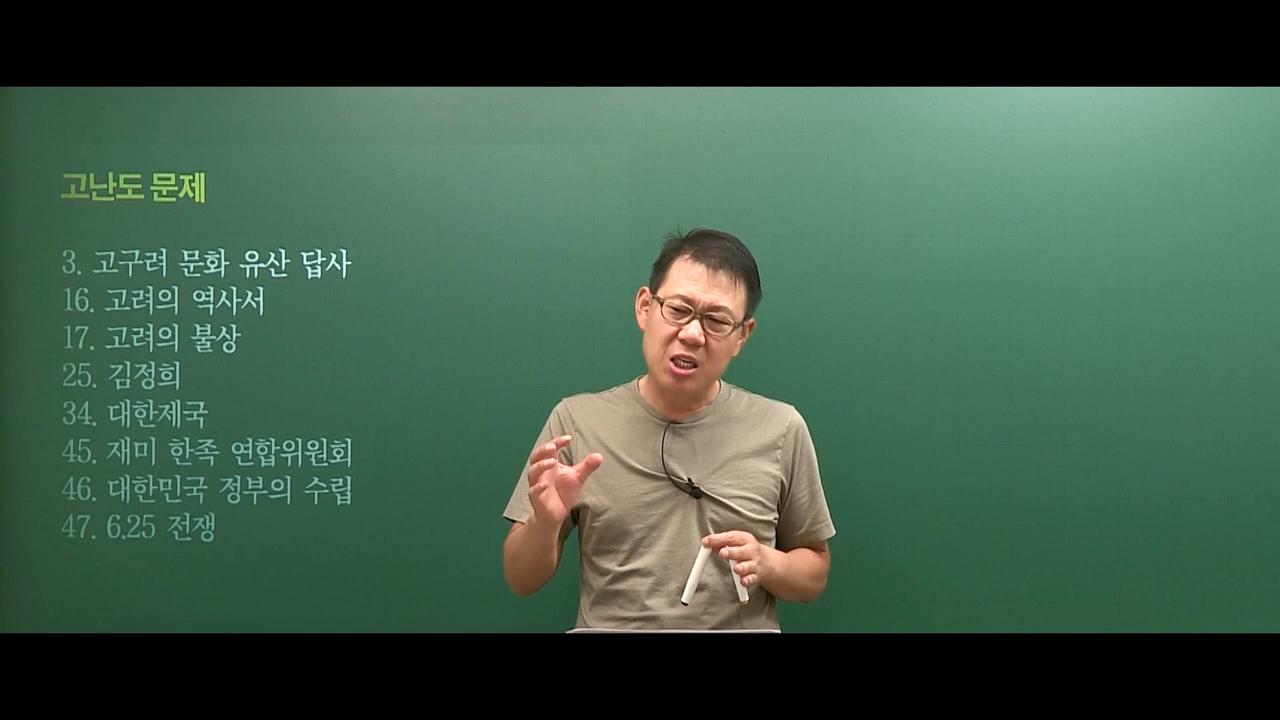 고난도 문제
3. 고구려 문화 유산 답사
16. 고려의 역사서
17. 고려의 불상
25. 김정희
34. 대한제국
45. 재미 한족 연합위원회
46. 대한민국 정부의 수립
47. 6.25 전쟁